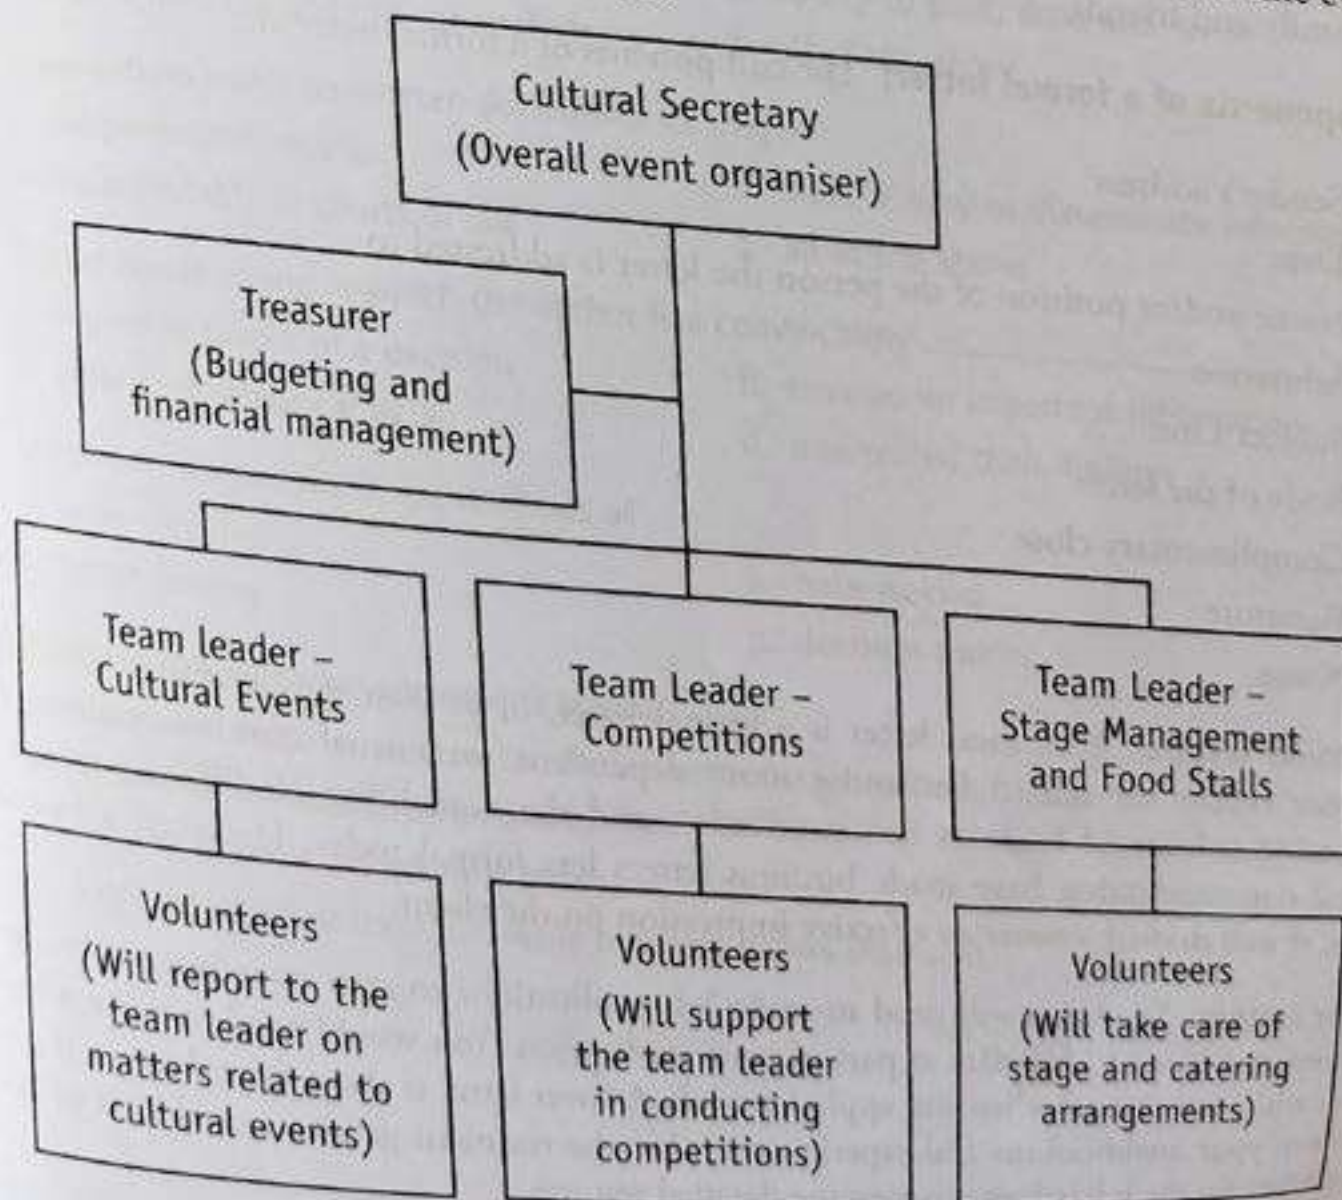 Cultural Secretary
(Overall event organiser)
Treasurer
(Budgeting and
financial management)
Team leader –
Cultural Events
Team Leader –
Competitions
Team Leader –
Stage Management
and Food Stalls
Volunteers
(Will report to the
team leader on
matters related to
cultural events)
Volunteers
(Will support
the team leader
in conducting
competitions)
Volunteers
(Will take care of
stage and catering
arrangements)